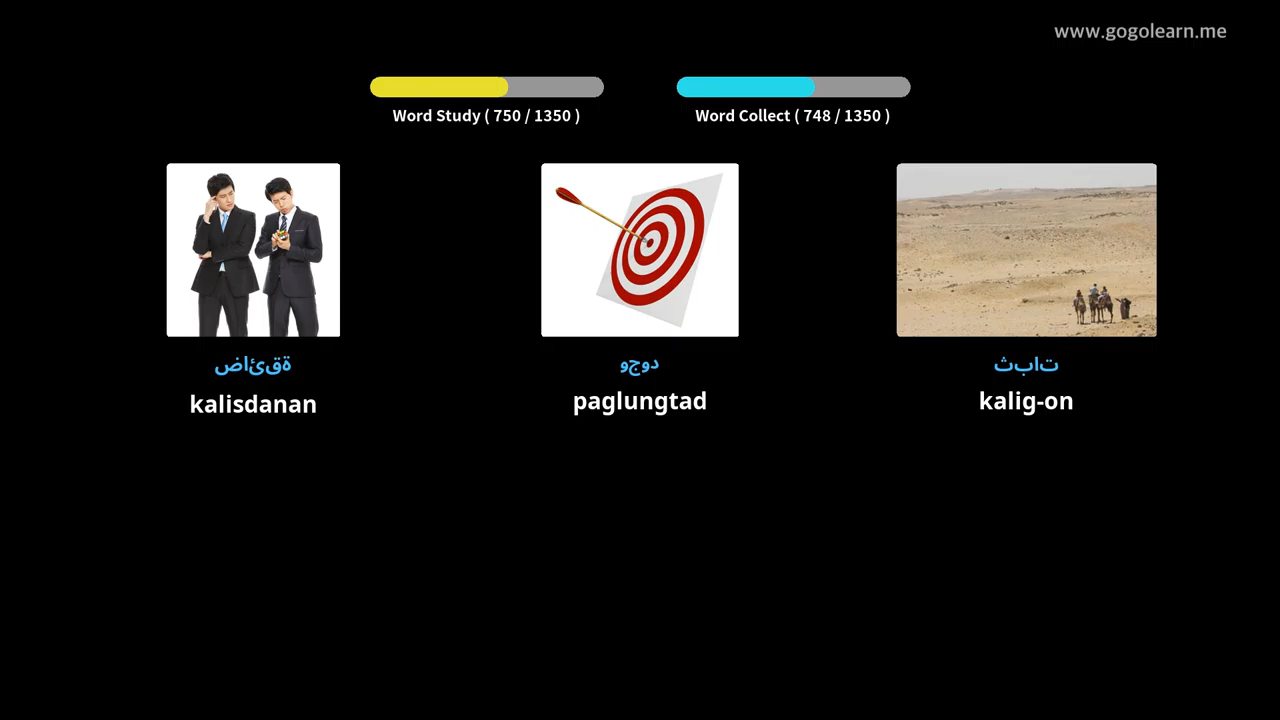 www.gogolearn.me
Word Study ( 750 / 1350 )
Word Collect ( 748 / 1350 )
ةقئاض
kalisdanan
دوجو
paglungtad
تابث
kalig-on